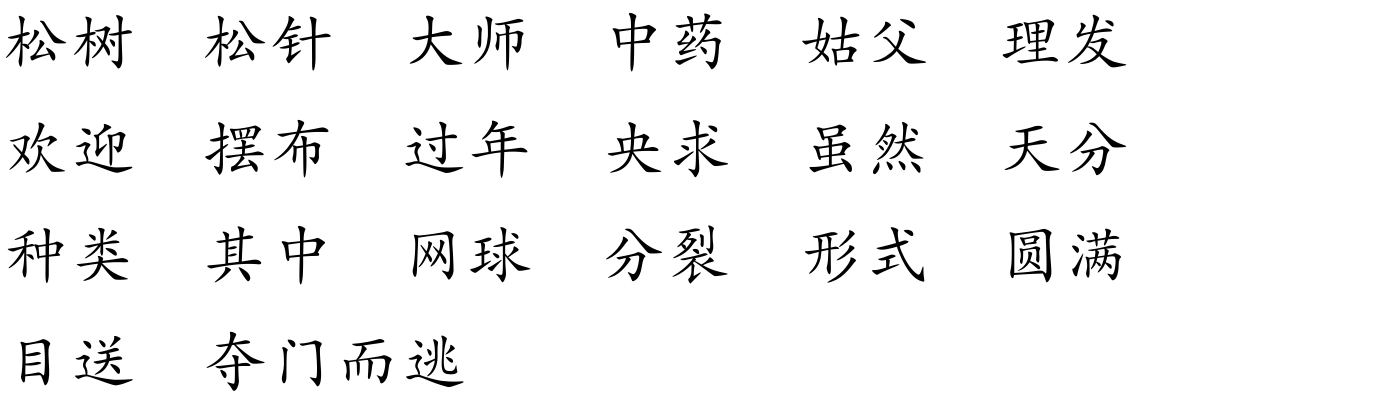 松树 松针 大师 中药 姑父 理发
欢迎 摆布 过年 央求 虽然 天分
种类 其中 网球 分裂 形式 圆满
目送 夺门而逃